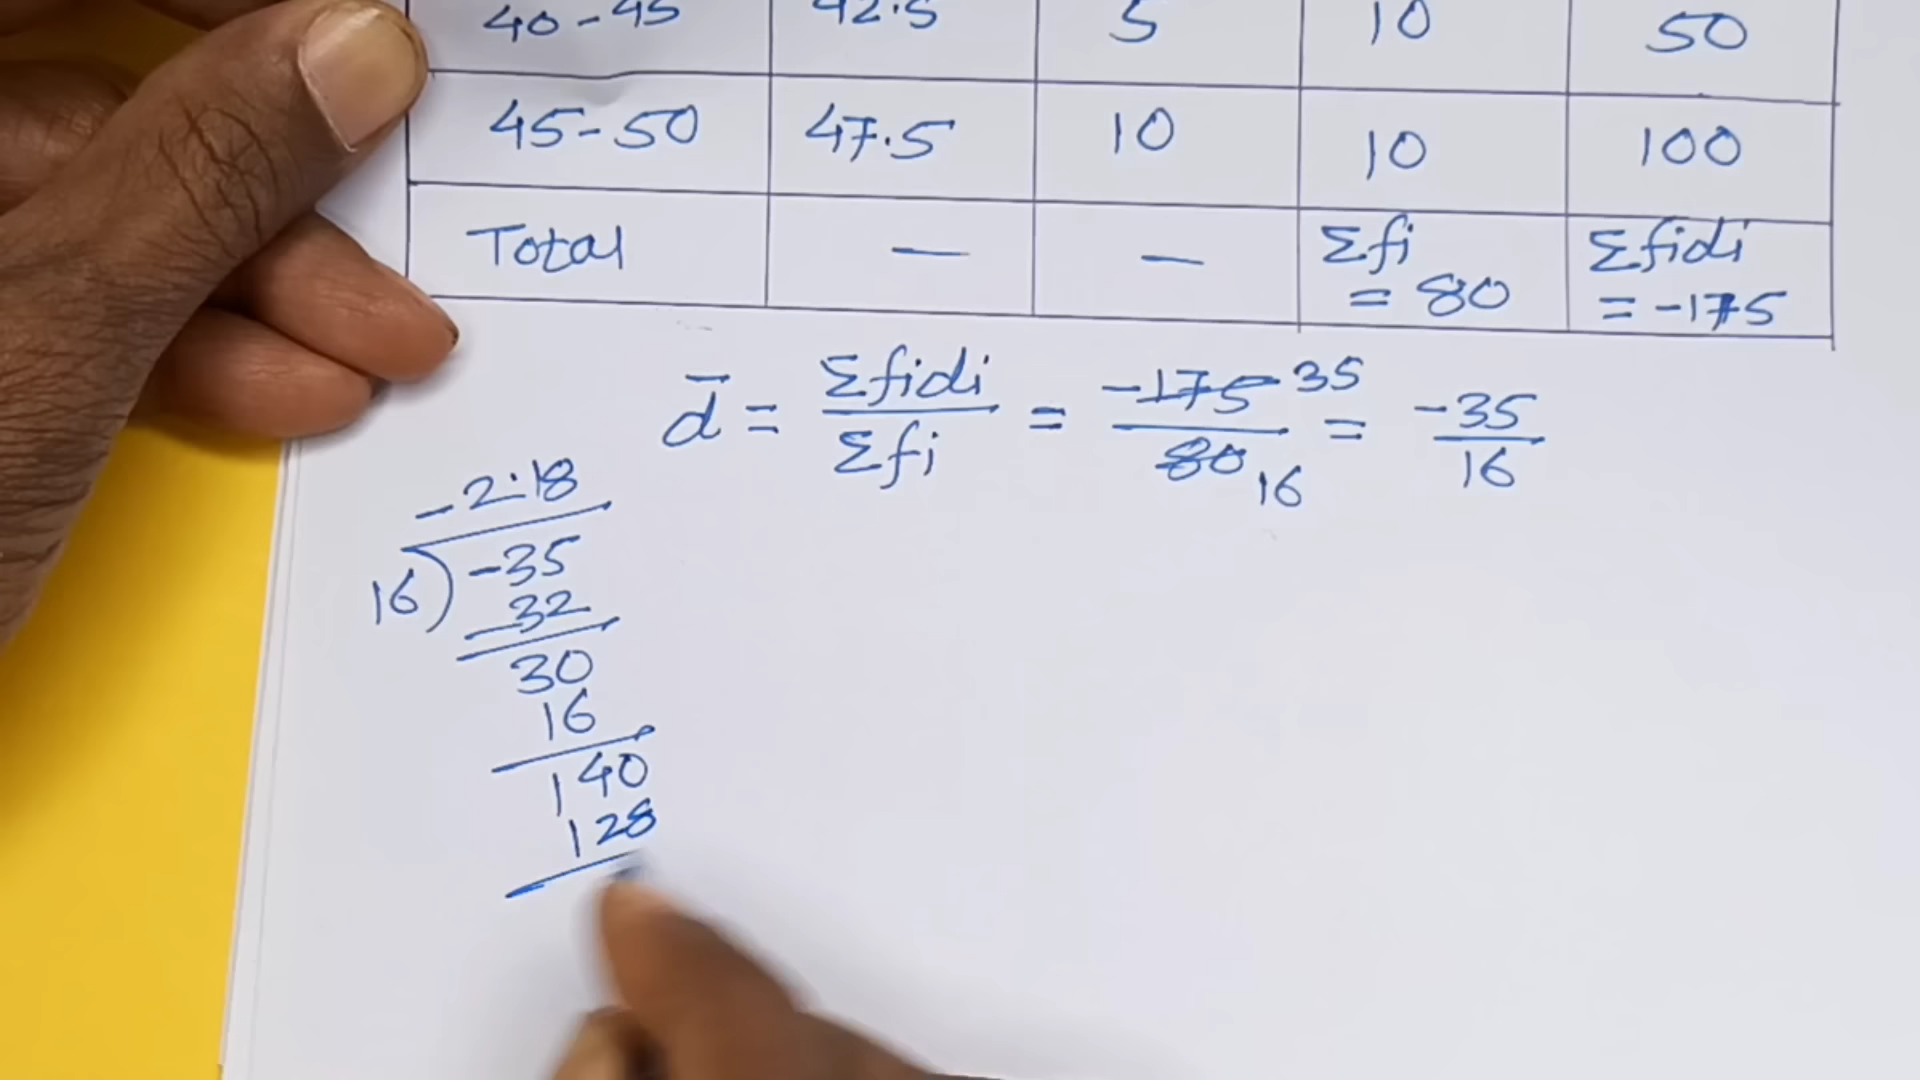 40-45 42.5 5 10 50
45-50 47.5 10 10 100
Total — — Σfi = 80 Σfidi = -175
d̄ = Σfidi / Σfi = -175 35 / 80 16 = -35 / 16
-2.18
16) -35
-32
30
16
140
128